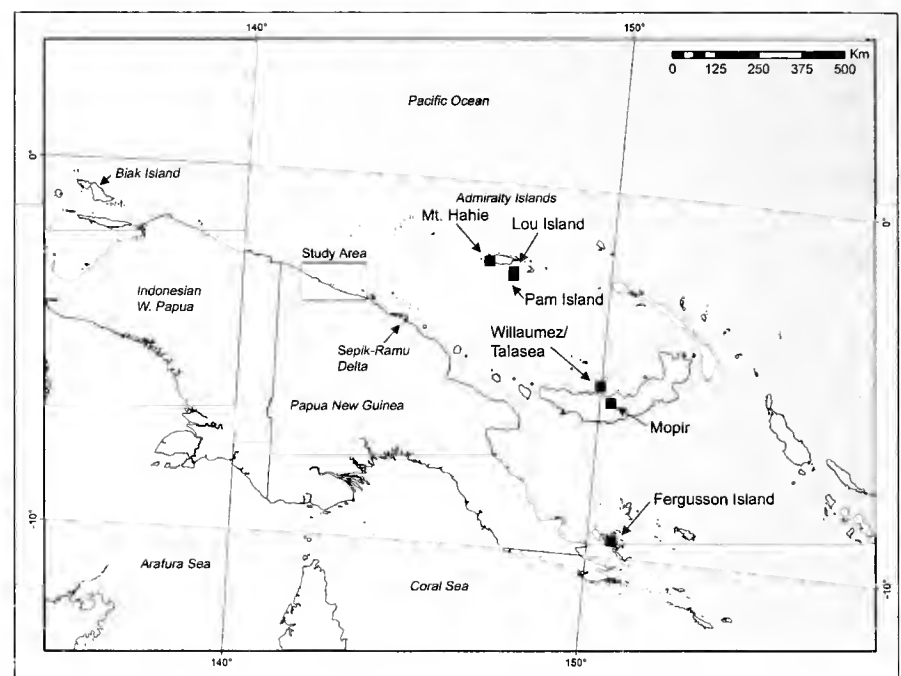 140°
150°
Km
0 125 250 375 500
Pacific Ocean
0°
Biak Island
Admiralty Islands
Mt. Hahie
Lou Island
0°
Study Area
Indonesian
W. Papua
Pam Island
Willaumez/
Talasea
Sepik-Ramu
Delta
Papua New Guinea
Mopir
Fergusson Island
-10°
Arafura Sea
Coral Sea
-10°
140°
150°